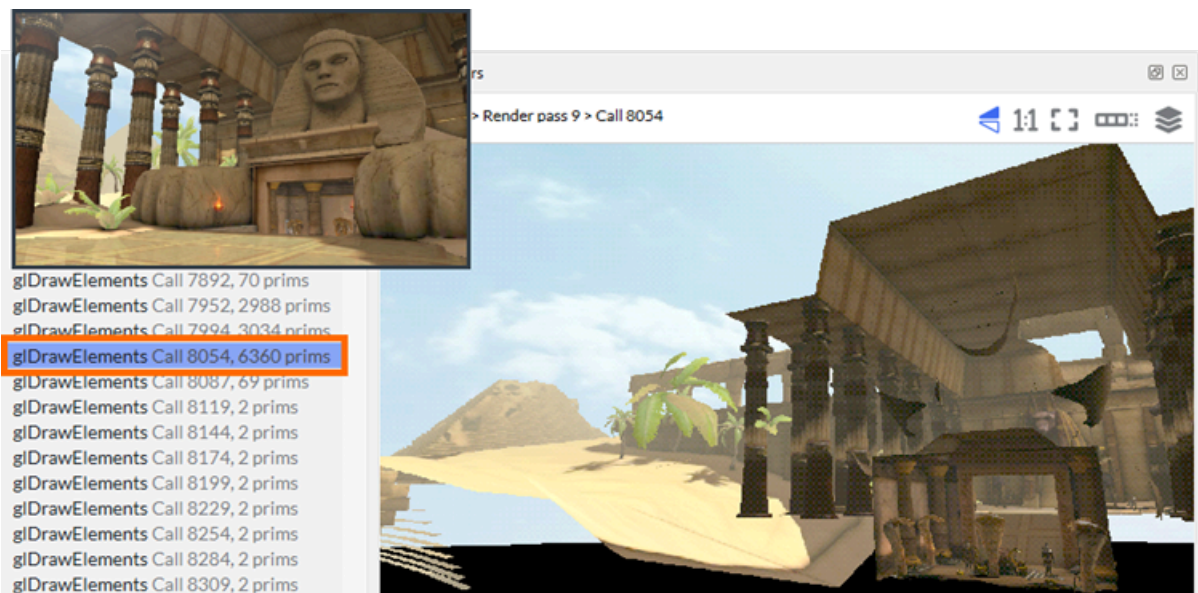 rs
> Render pass 9 > Call 8054
1:1
glDrawElements Call 7892, 70 prims
glDrawElements Call 7952, 2988 prims
glDrawElements Call 7994, 3034 prims
glDrawElements Call 8054, 6360 prims
glDrawElements Call 8087, 69 prims
glDrawElements Call 8119, 2 prims
glDrawElements Call 8144, 2 prims
glDrawElements Call 8174, 2 prims
glDrawElements Call 8199, 2 prims
glDrawElements Call 8229, 2 prims
glDrawElements Call 8254, 2 prims
glDrawElements Call 8284, 2 prims
glDrawElements Call 8309, 2 prims